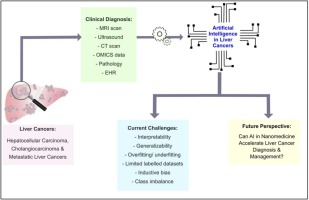 Clinical Diagnosis:
- MRI scan
- Ultrasound
- CT scan
- OMICS data
- Pathology
- EHR
Artificial
Intelligence
in Liver
Cancers
Liver Cancers:
Hepatocellular Carcinoma,
Cholangiocarcinoma &
Metastatic Liver Cancers
Current Challenges:
- Interpretability
- Generalizability
- Overfitting/ underfitting
- Limited labelled datasets
- Inductive bias
- Class imbalance
Future Perspective:
Can AI in Nanomedicine
Accelerate Liver Cancer
Diagnosis &
Management?